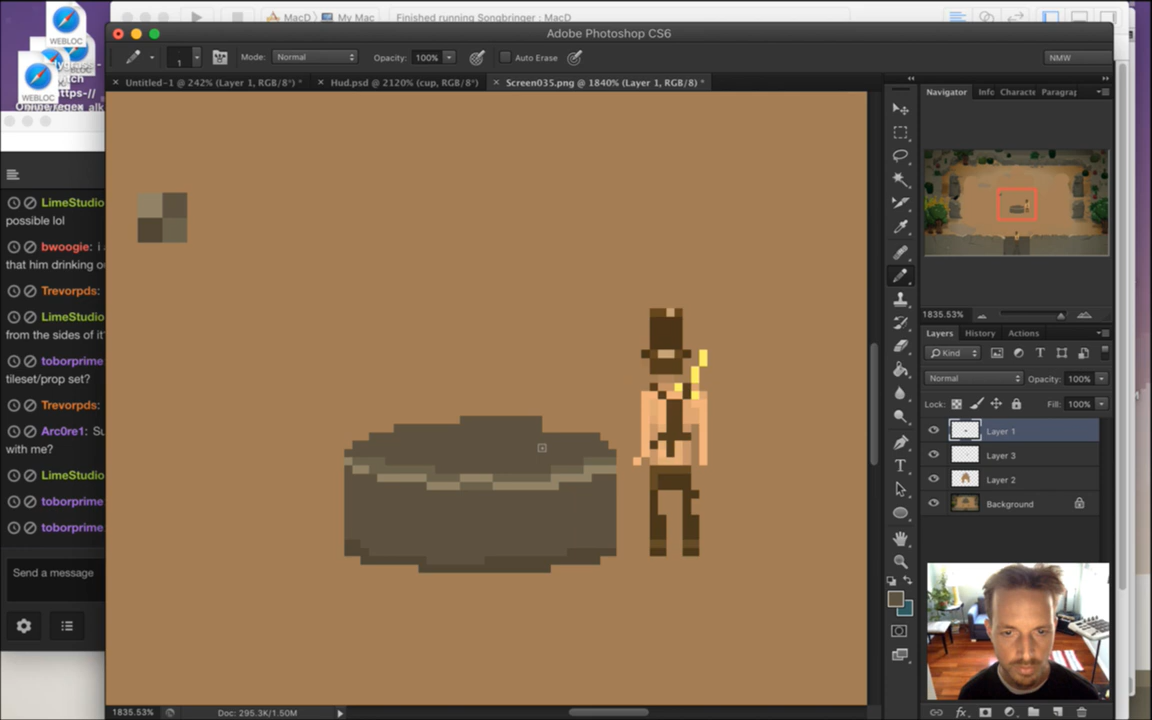 MacD
My Mac
Finished running Songbringer : MacD
WEBLOC
WEBLOC
https://
Adobe Photoshop CS6
1
Mode:
Normal
Opacity:
100%
Auto Erase
NMW
Untitled-1 @ 242% (Layer 1, RGB/8*) *
Hud.psd @ 2120% (cup, RGB/8*)
Screen035.png @ 1840% (Layer 1, RGB/8) *
Navigator
Info
Characte
Paragrap
1835.53%
Layers
History
Actions
Kind
Normal
Opacity:
100%
Lock:
Fill:
100%
Layer 1
Layer 3
Layer 2
Background
LimeStudio
possible lol
bwoogie: i
that him drinking o
Trevorpds:
LimeStudio
from the sides of it
toborprime
tileset/prop set?
Trevorpds:
Arc0re1: Su
with me?
LimeStudio
toborprime
toborprime
Send a message
1835.53%
Doc: 295.3K/1.50M